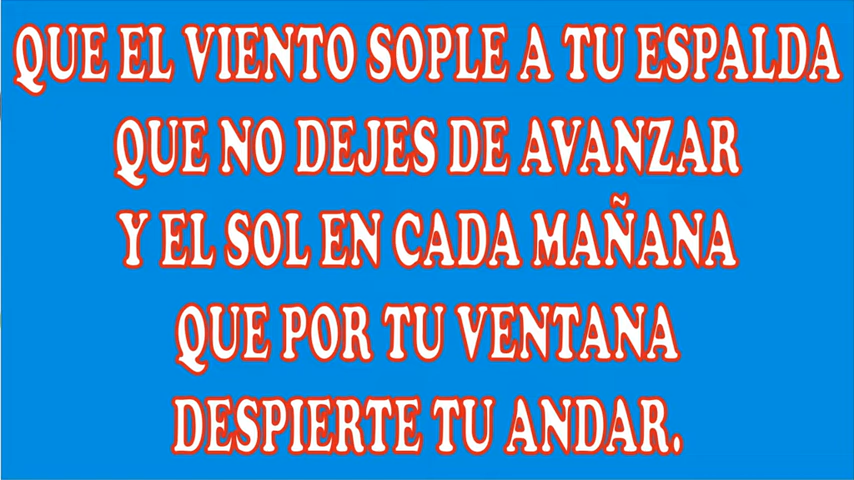 QUE EL VIENTO SOPLE A TU ESPALDA
QUE NO DEJES DE AVANZAR
Y EL SOL EN CADA MAÑANA
QUE POR TU VENTANA
DESPIERTE TU ANDAR.